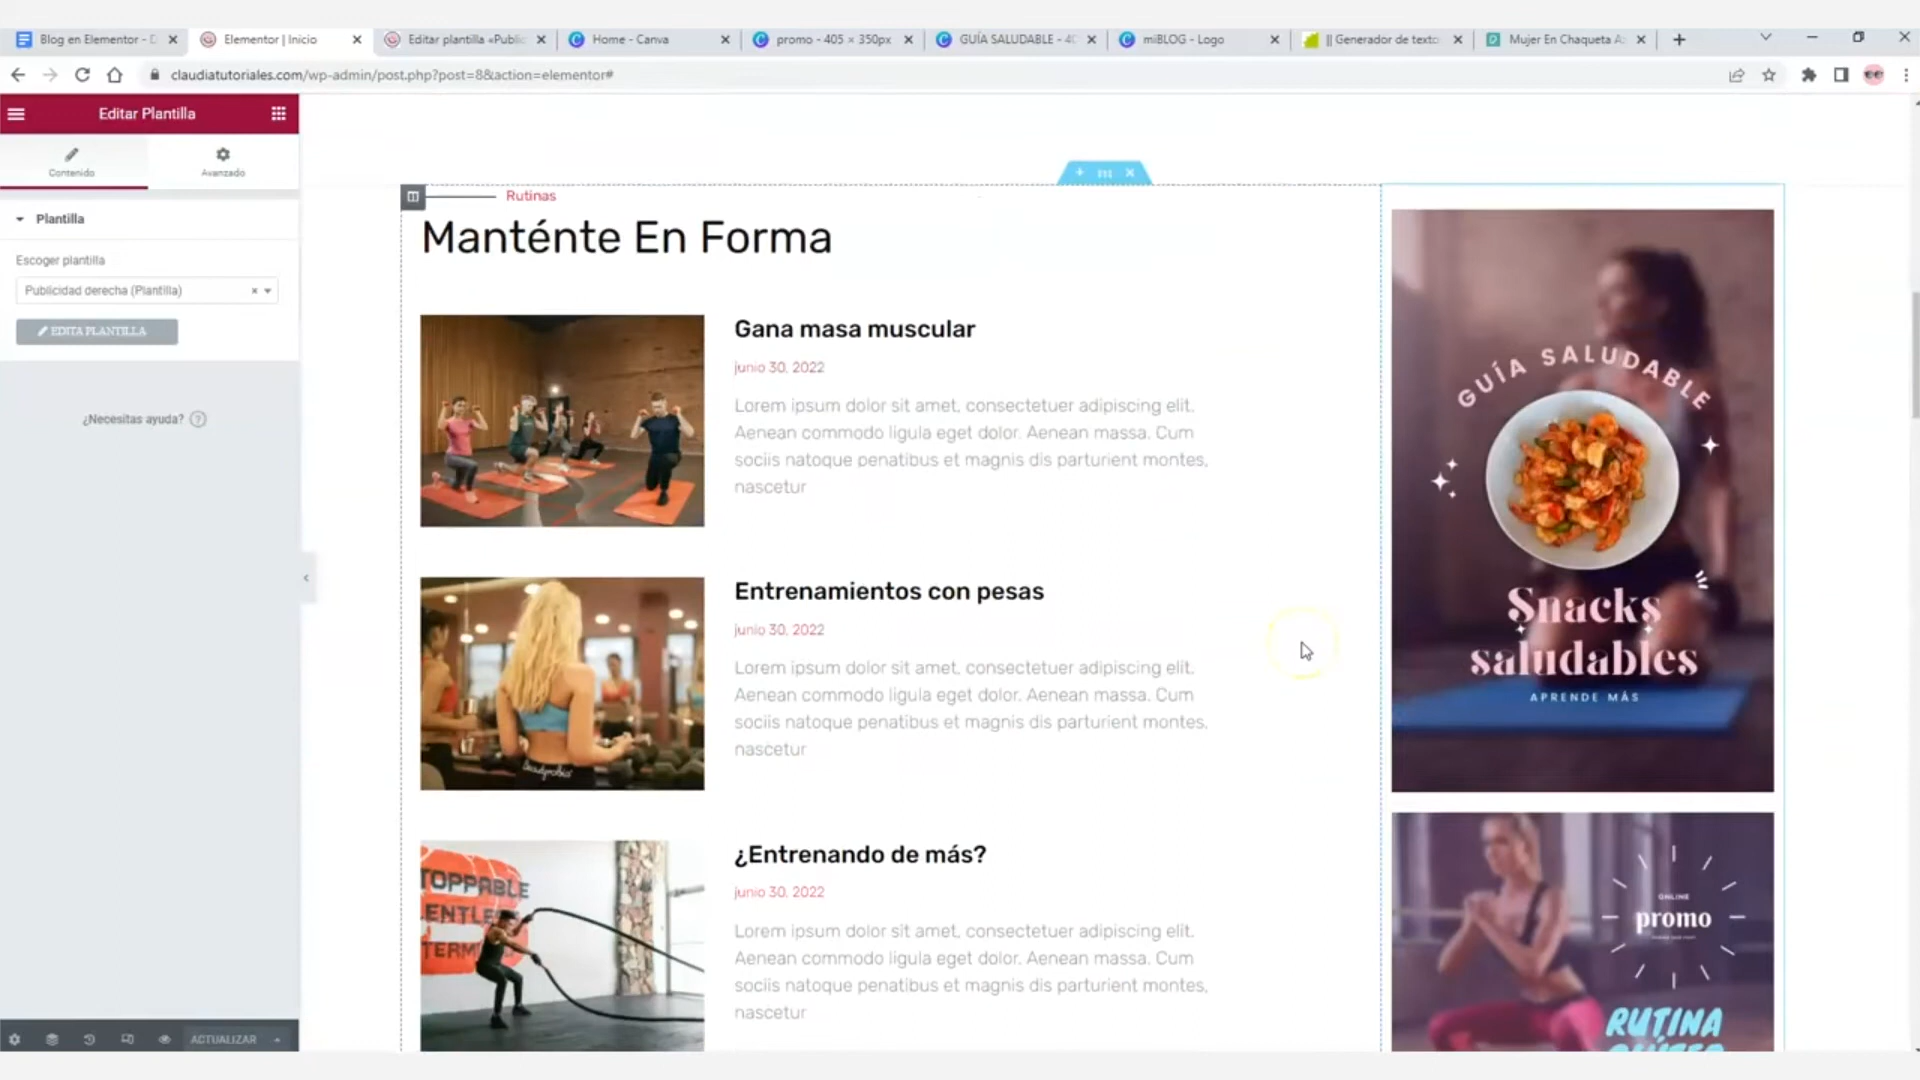 Blog en Elementor - D
Elementor | Inicio
Editar plantilla «Public
Home - Canva
promo - 405 × 350px
GUÍA SALUDABLE - 40
miBLOG - Logo
|| Generador de texto
Mujer En Chaqueta A
claudiatutoriales.com/wp-admin/post.php?post=8&action=elementor#
Editar Plantilla
Contenido
Avanzado
Plantilla
Escoger plantilla
Publicidad derecha (Plantilla)
EDITA PLANTILLA
¿Necesitas ayuda?
ACTUALIZAR
Rutinas
Manténte En Forma
Gana masa muscular
junio 30, 2022
Lorem ipsum dolor sit amet, consectetuer adipiscing elit.
Aenean commodo ligula eget dolor. Aenean massa. Cum
sociis natoque penatibus et magnis dis parturient montes,
nascetur
Entrenamientos con pesas
junio 30, 2022
Lorem ipsum dolor sit amet, consectetuer adipiscing elit.
Aenean commodo ligula eget dolor. Aenean massa. Cum
sociis natoque penatibus et magnis dis parturient montes,
nascetur
TOPPABLE
LENTLE
TERM
¿Entrenando de más?
junio 30, 2022
Lorem ipsum dolor sit amet, consectetuer adipiscing elit.
Aenean commodo ligula eget dolor. Aenean massa. Cum
sociis natoque penatibus et magnis dis parturient montes,
nascetur
GUÍA SALUDABLE
Snacks
saludables
APRENDE MÁS
ONLINE
promo
RUTINA